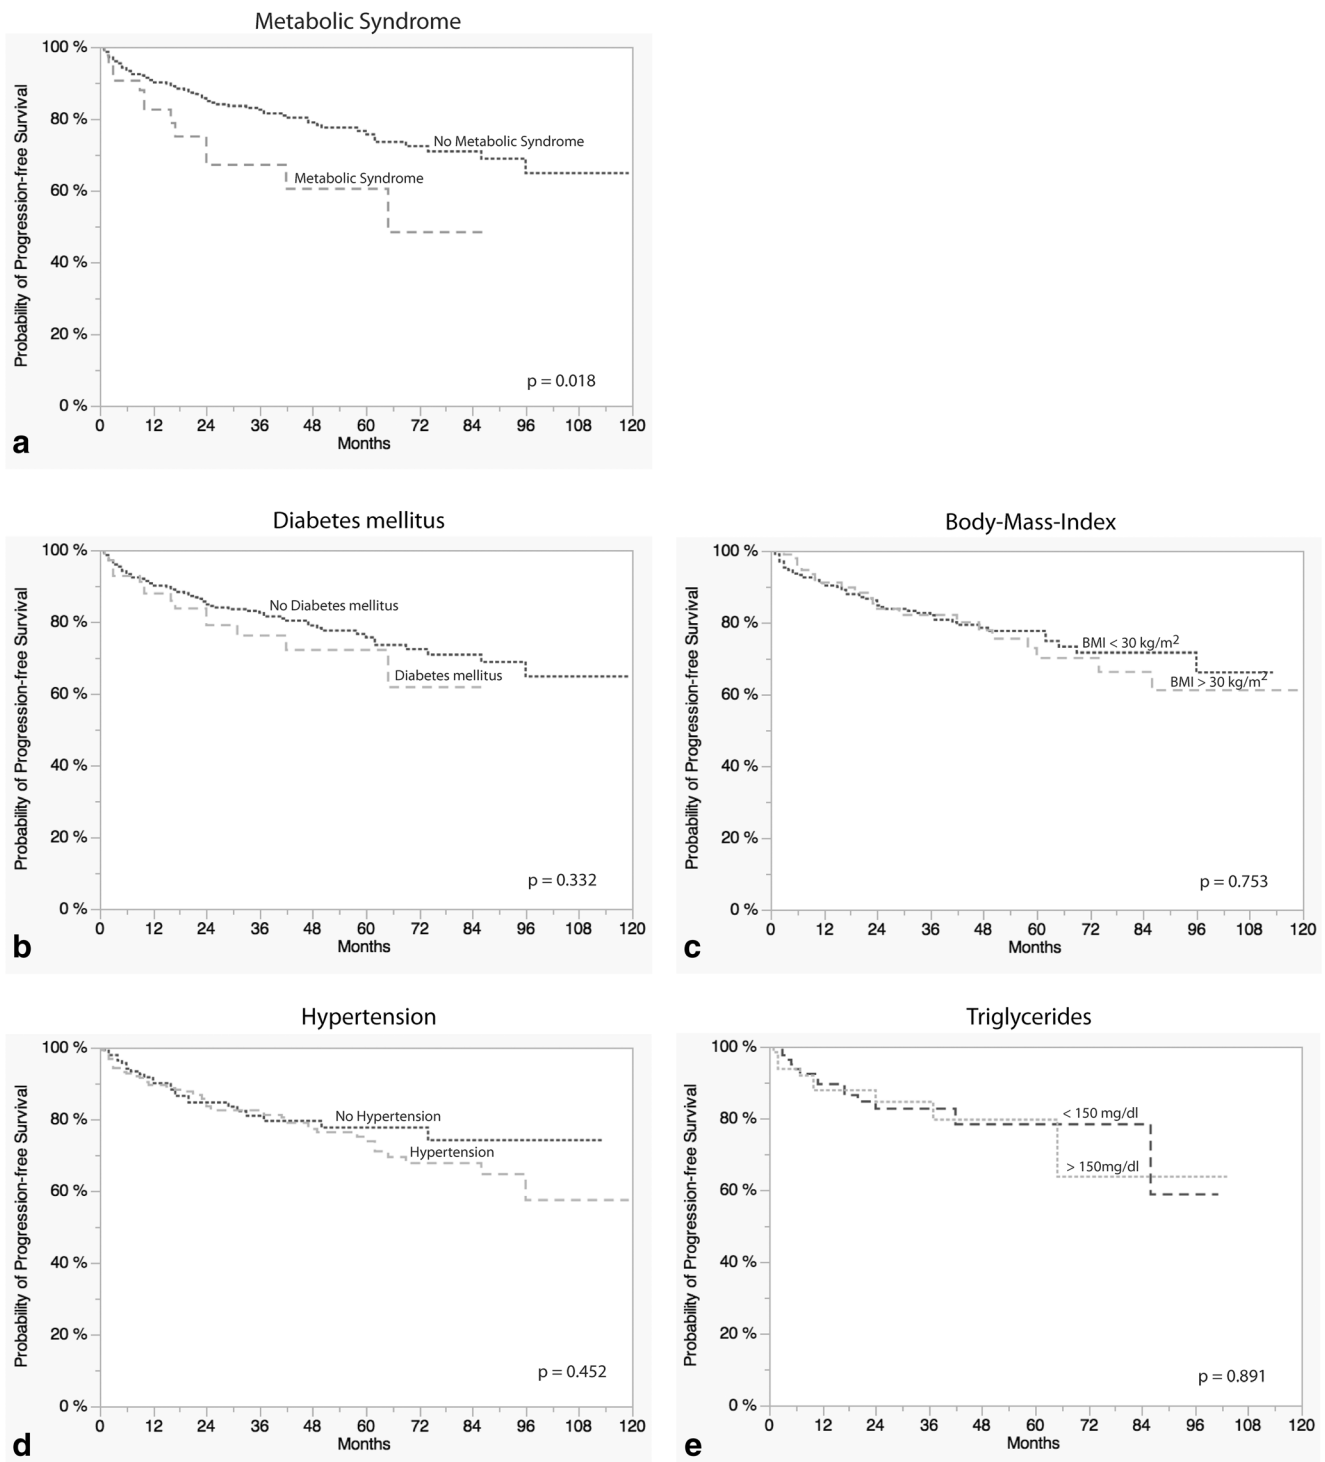 Metabolic Syndrome
Probability of Progression-free Survival
100 %
80 %
60 %
40 %
20 %
0 %
No Metabolic Syndrome
Metabolic Syndrome
p = 0.018
0 12 24 36 48 60 72 84 96 108 120
Months
a
Diabetes mellitus
Probability of Progression-free Survival
100 %
80 %
60 %
40 %
20 %
0 %
No Diabetes mellitus
Diabetes mellitus
p = 0.332
0 12 24 36 48 60 72 84 96 108 120
Months
b
Body-Mass-Index
Probability of Progression-free Survival
100 %
80 %
60 %
40 %
20 %
0 %
BMI < 30 kg/m²
BMI > 30 kg/m²
p = 0.753
0 12 24 36 48 60 72 84 96 108 120
Months
c
Hypertension
Probability of Progression-free Survival
100 %
80 %
60 %
40 %
20 %
0 %
No Hypertension
Hypertension
p = 0.452
0 12 24 36 48 60 72 84 96 108 120
Months
d
Triglycerides
Probability of Progression-free Survival
100 %
80 %
60 %
40 %
20 %
0 %
< 150 mg/dl
> 150mg/dl
p = 0.891
0 12 24 36 48 60 72 84 96 108 120
Months
e